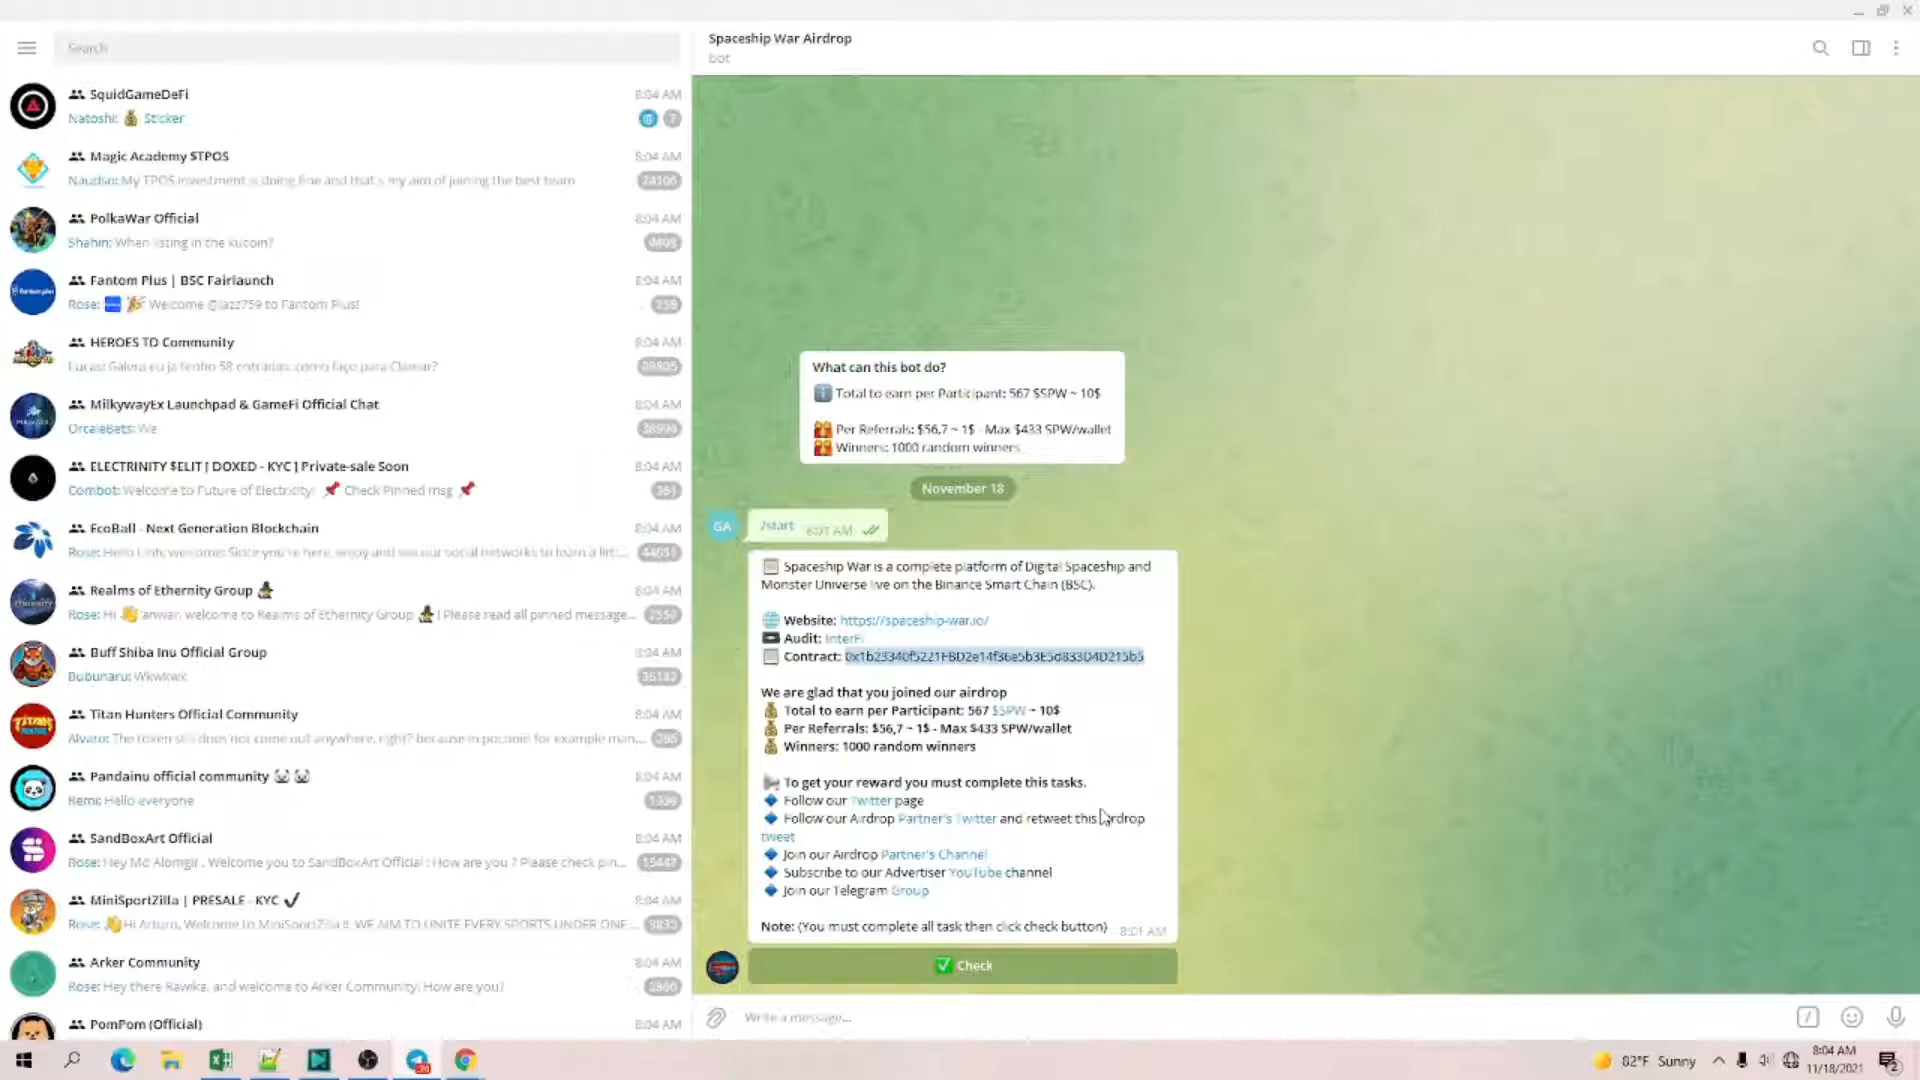 Search
SquidGameDeFi
8:04 AM
Natoshi: 💰 Sticker
@ 7
Magic Academy $TPOS
8:04 AM
My TPOS investment is doing fine and that's my aim of joining the best team
24106
PolkaWar Official
8:04 AM
Shahin: When listing in the kucoin?
Fantom Plus | BSC Fairlaunch
8:04 AM
Rose: 🎉 Welcome @jazz759 to Fantom Plus!
259
HEROES TD Community
8:04 AM
Lucas: Galera eu ja tenho 58 entradas, como faço para Claimar?
MilkywayEx Launchpad & GameFi Official Chat
8:04 AM
OrcaleBets: We
38994
ELECTRINITY $ELIT [ DOXED - KYC ] Private-sale Soon
8:04 AM
Combot: Welcome to Future of Electricity! 📌 Check Pinned msg 📌
361
EcoBall - Next Generation Blockchain
8:04 AM
Rose: Hello Linh, welcome! Since you're here, enjoy and see our social networks to learn a litt...
Realms of Ethernity Group
8:04 AM
Rose: Hi 👋 anwar, welcome to Realms of Ethernity Group ! Please read all pinned message...
Buff Shiba Inu Official Group
8:04 AM
Bubunaru: Wkwkwk
Titan Hunters Official Community
8:04 AM
Alvaro: The token still does not come out anywhere, right? because in pocoin for example man...
Pandainu official community 🐼 🐼
8:04 AM
Remi: Hello everyone
SandBoxArt Official
8:04 AM
Rose: Hey Md Alomgir . Welcome you to SandBoxArt Official ! How are you ? Please check pin...
MiniSportZilla | PRESALE - KYC ✔
8:04 AM
Rose: 👋 Hi Arturo, Welcome to MiniSportZilla !! WE AIM TO UNITE EVERY SPORTS UNDER ONE ...
Arker Community
8:04 AM
Rose: Hey there Rawika, and welcome to Arker Community! How are you?
PomPom (Official)
8:04 AM
Spaceship War Airdrop
bot
What can this bot do?
ℹ Total to earn per Participant: 567 $SPW ~ 10$
Per Referrals: $56,7 ~ 1$ - Max $433 SPW/wallet
Winners: 1000 random winners
November 18
GA
/start 8:01 AM
Spaceship War is a complete platform of Digital Spaceship and
Monster Universe live on the Binance Smart Chain (BSC).
Website: https://spaceship-war.io/
Audit: InterFi
Contract: 0x1b23340f5221FBD2e14f36e5b3E5d833D4D215b5
We are glad that you joined our airdrop
💰 Total to earn per Participant: 567 $SPW ~ 10$
💰 Per Referrals: $56,7 ~ 1$ - Max $433 SPW/wallet
💰 Winners: 1000 random winners
To get your reward you must complete this tasks.
🔷 Follow our Twitter page
🔷 Follow our Airdrop Partner's Twitter and retweet this airdrop
tweet
🔷 Join our Airdrop Partner's Channel
🔷 Subscribe to our Advertiser YouTube channel
🔷 Join our Telegram Group
Note: (You must complete all task then click check button) 8:01 AM
✅ Check
Write a message...
82°F Sunny
8:04 AM
11/18/2021